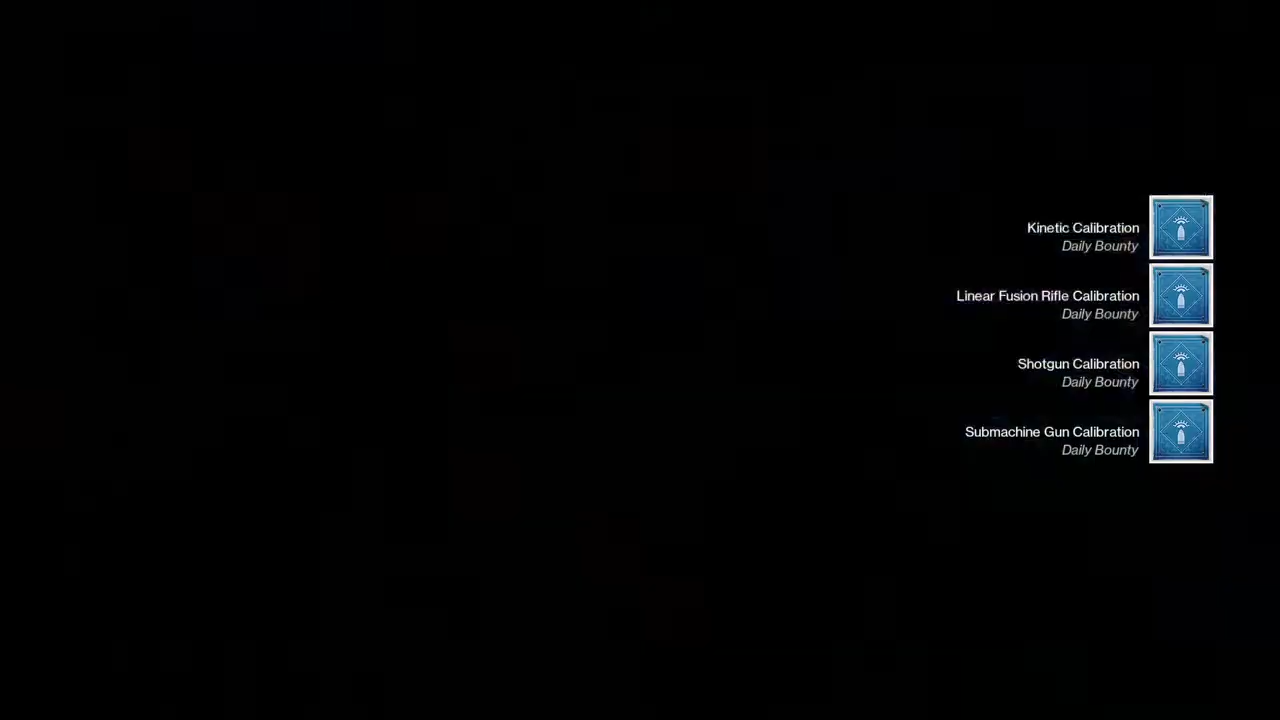 Kinetic Calibration
Daily Bounty
Linear Fusion Rifle Calibration
Daily Bounty
Shotgun Calibration
Daily Bounty
Submachine Gun Calibration
Daily Bounty